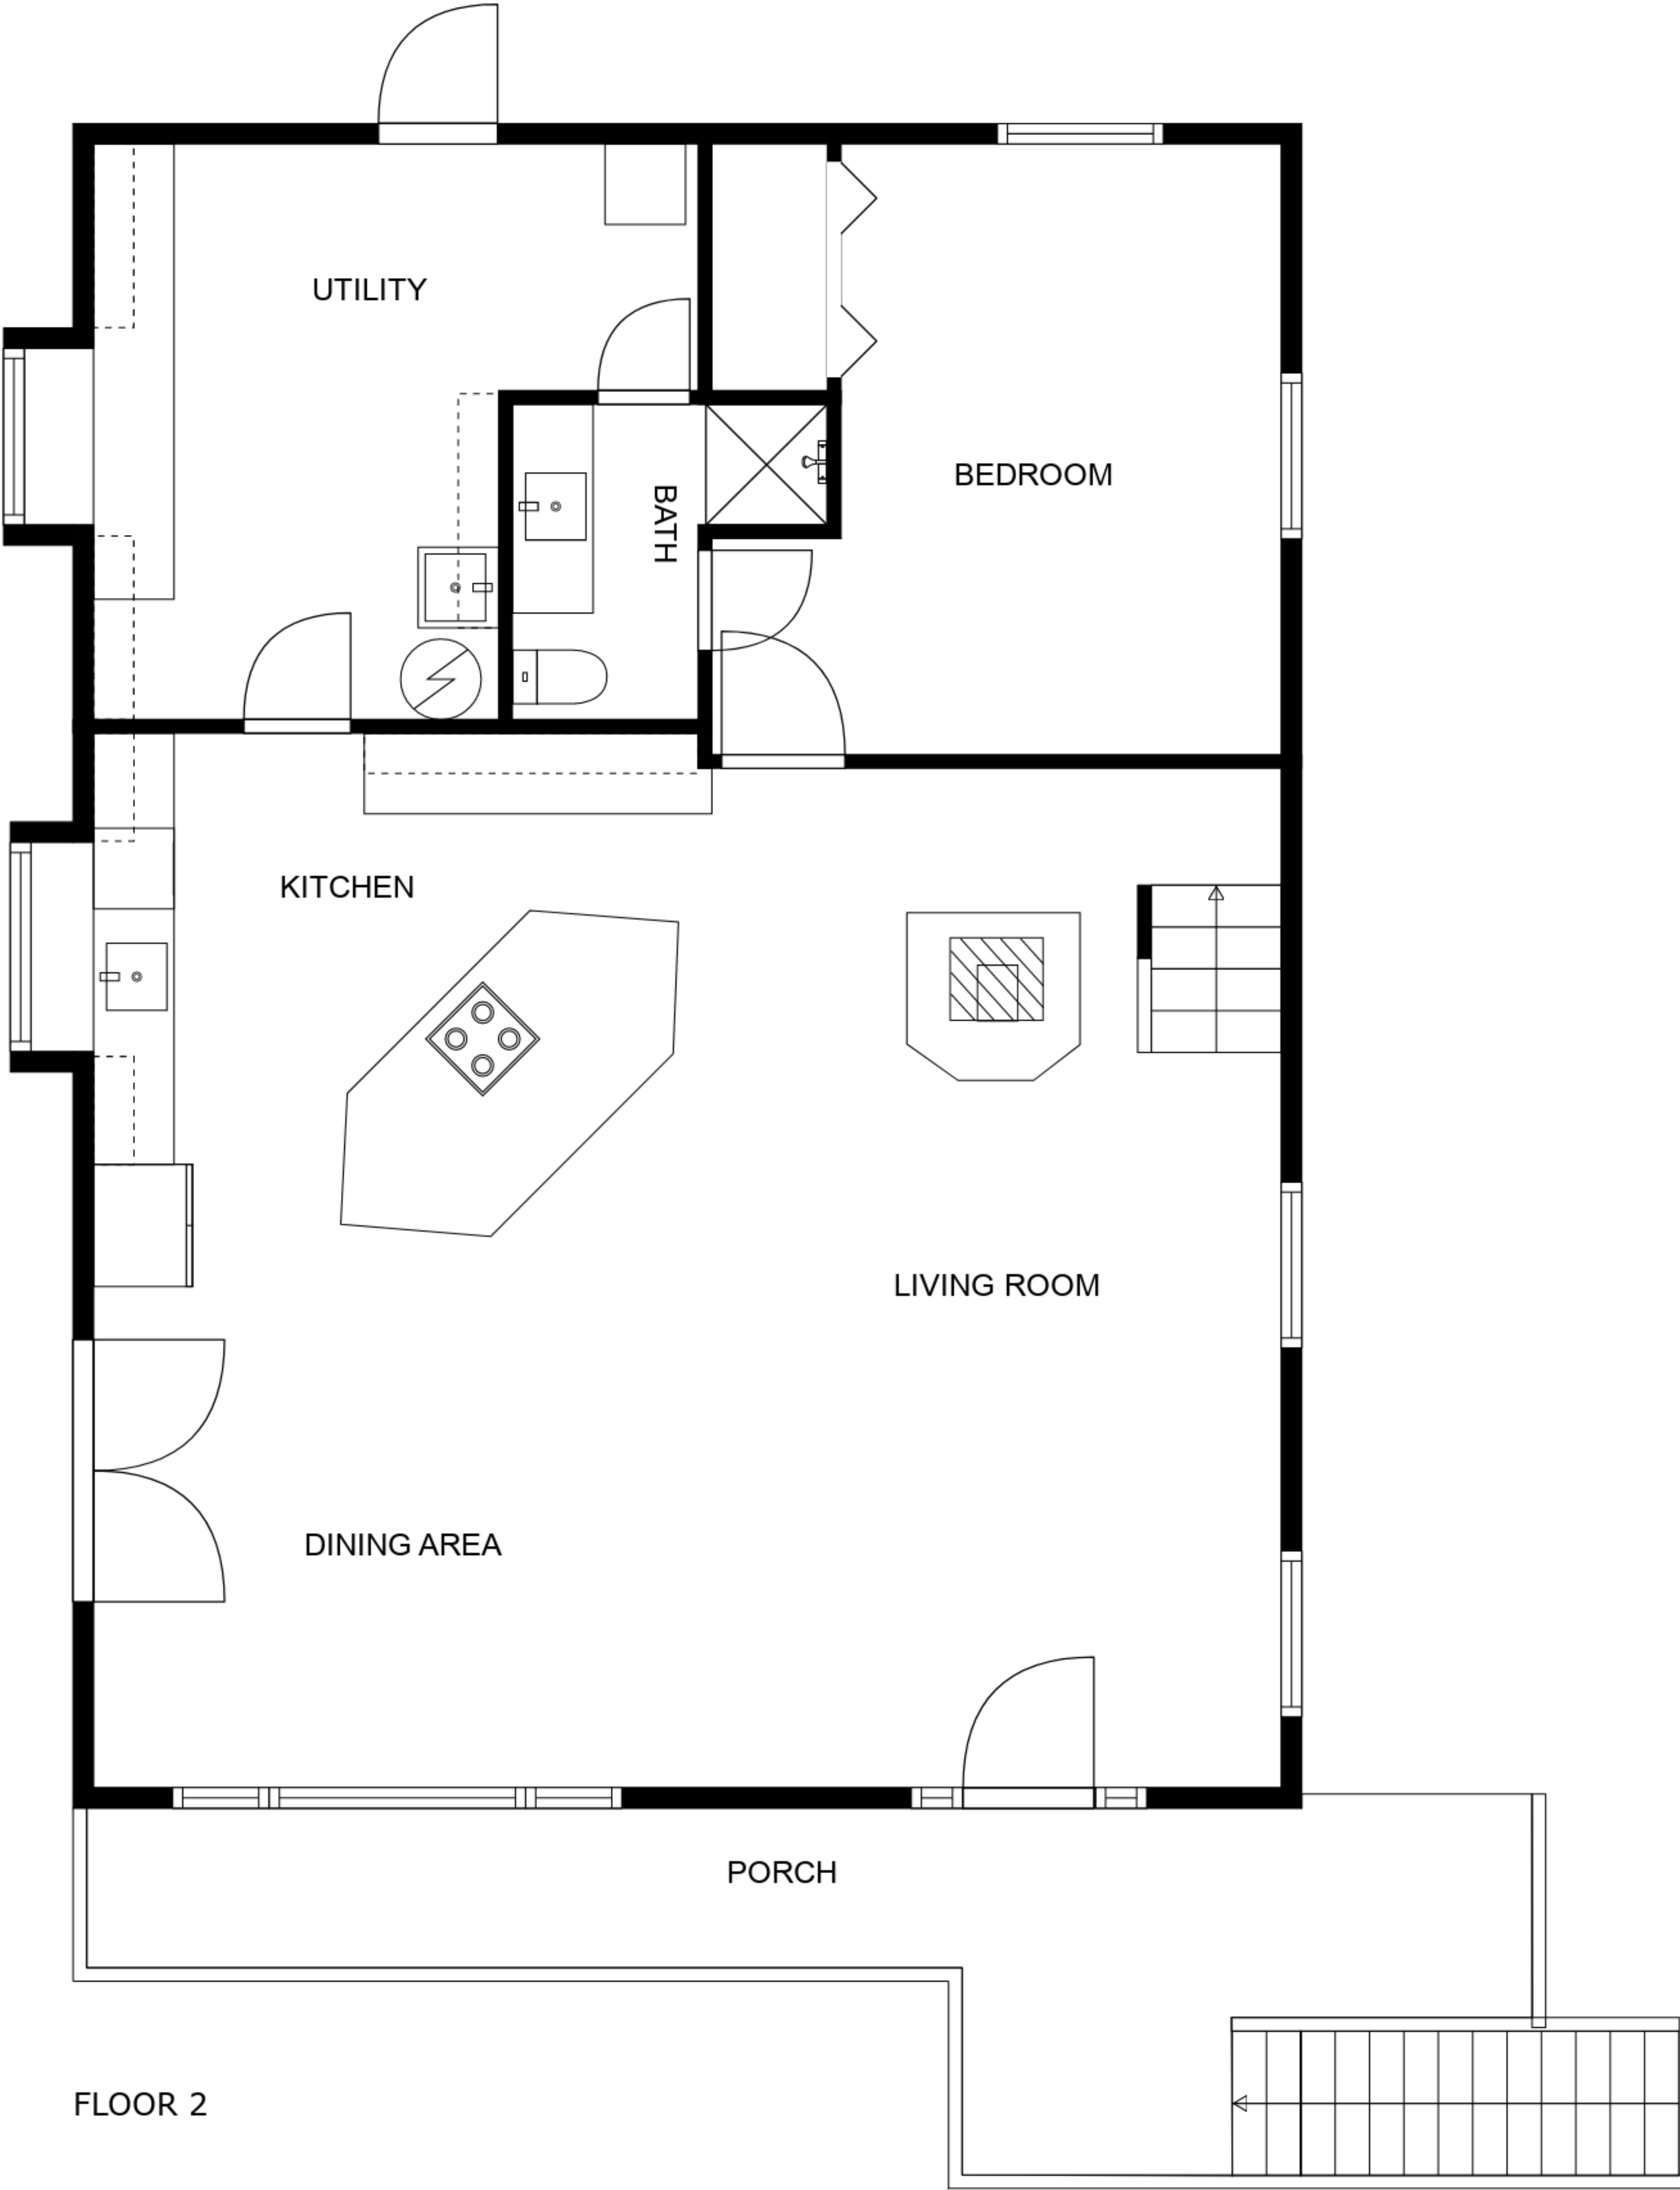 UTILITY
BEDROOM
BATH
KITCHEN
LIVING ROOM
DINING AREA
PORCH
FLOOR 2